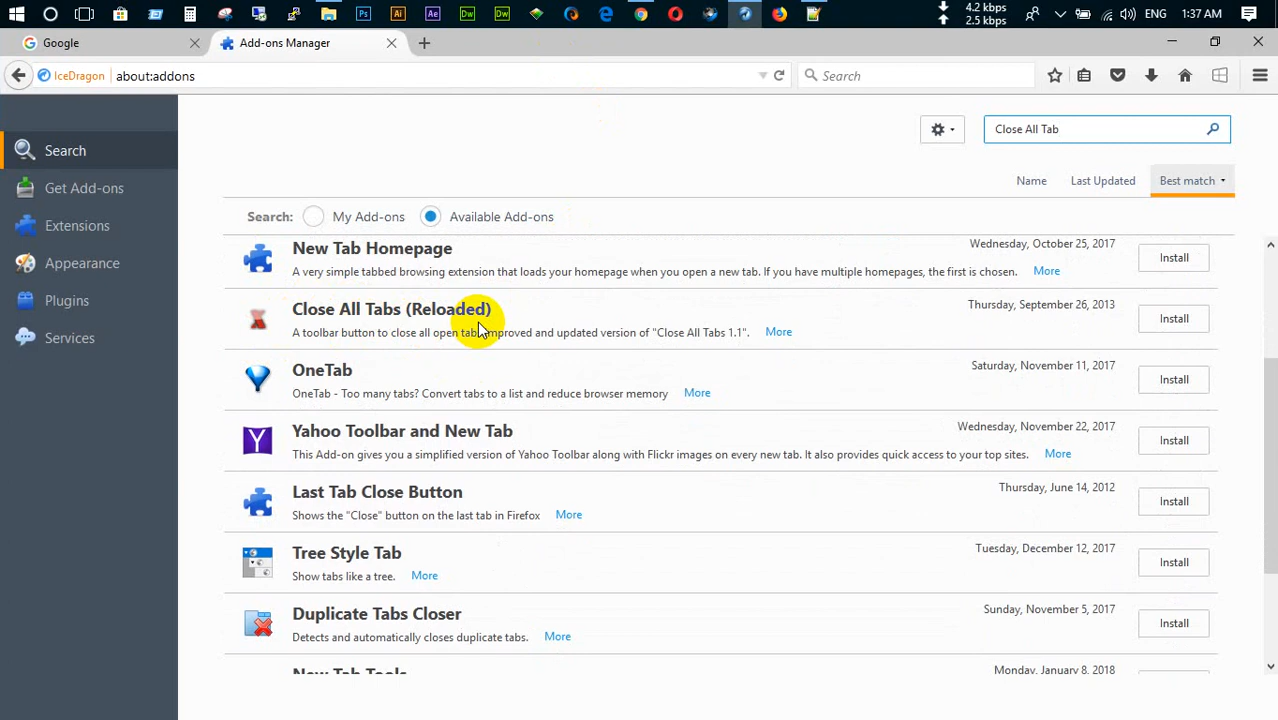 4.2 kbps
2.5 kbps
ENG
1:37 AM
Google
Add-ons Manager
IceDragon
about:addons
Search
Search
Get Add-ons
Extensions
Appearance
Plugins
Services
Close All Tab
Name
Last Updated
Best match
Search:
My Add-ons
Available Add-ons
New Tab Homepage
Wednesday, October 25, 2017
Install
A very simple tabbed browsing extension that loads your homepage when you open a new tab. If you have multiple homepages, the first is chosen. More
Close All Tabs (Reloaded)
Thursday, September 26, 2013
Install
A toolbar button to close all open tab improved and updated version of "Close All Tabs 1.1". More
OneTab
Saturday, November 11, 2017
Install
OneTab - Too many tabs? Convert tabs to a list and reduce browser memory More
Yahoo Toolbar and New Tab
Wednesday, November 22, 2017
Install
This Add-on gives you a simplified version of Yahoo Toolbar along with Flickr images on every new tab. It also provides quick access to your top sites. More
Last Tab Close Button
Thursday, June 14, 2012
Install
Shows the "Close" button on the last tab in Firefox More
Tree Style Tab
Tuesday, December 12, 2017
Install
Show tabs like a tree. More
Duplicate Tabs Closer
Sunday, November 5, 2017
Install
Detects and automatically closes duplicate tabs. More
New Tab Tools
Monday, January 8, 2018